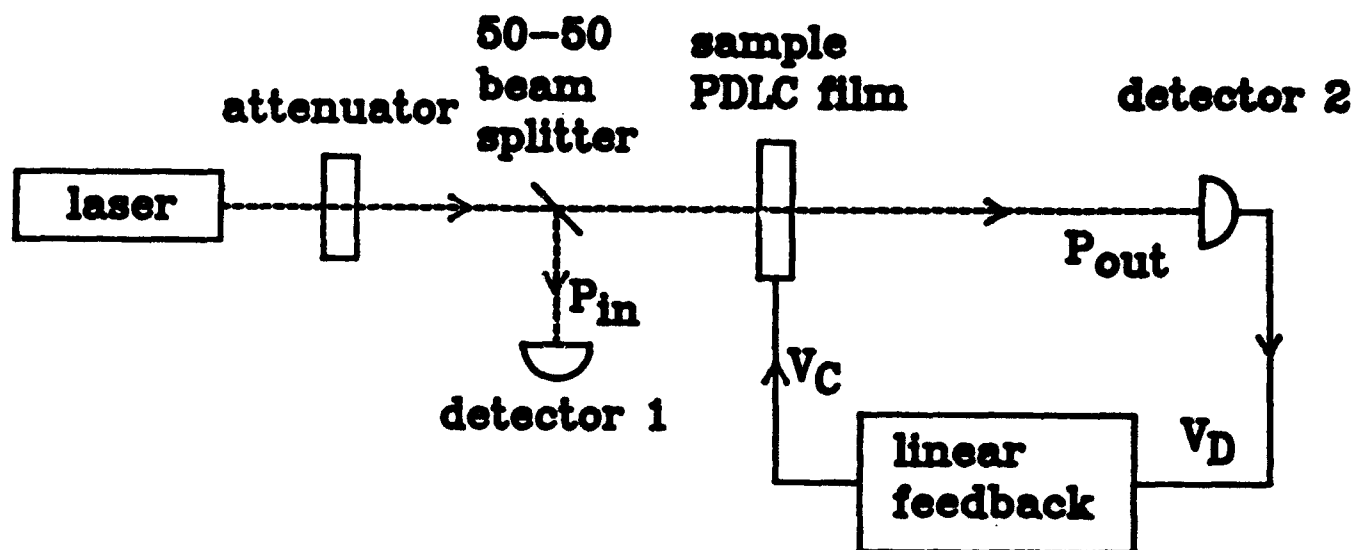 50-50
beam
splitter
sample
PDLC film
detector 2
attenuator
laser
Pout
Pin
detector 1
VC
VD
linear
feedback